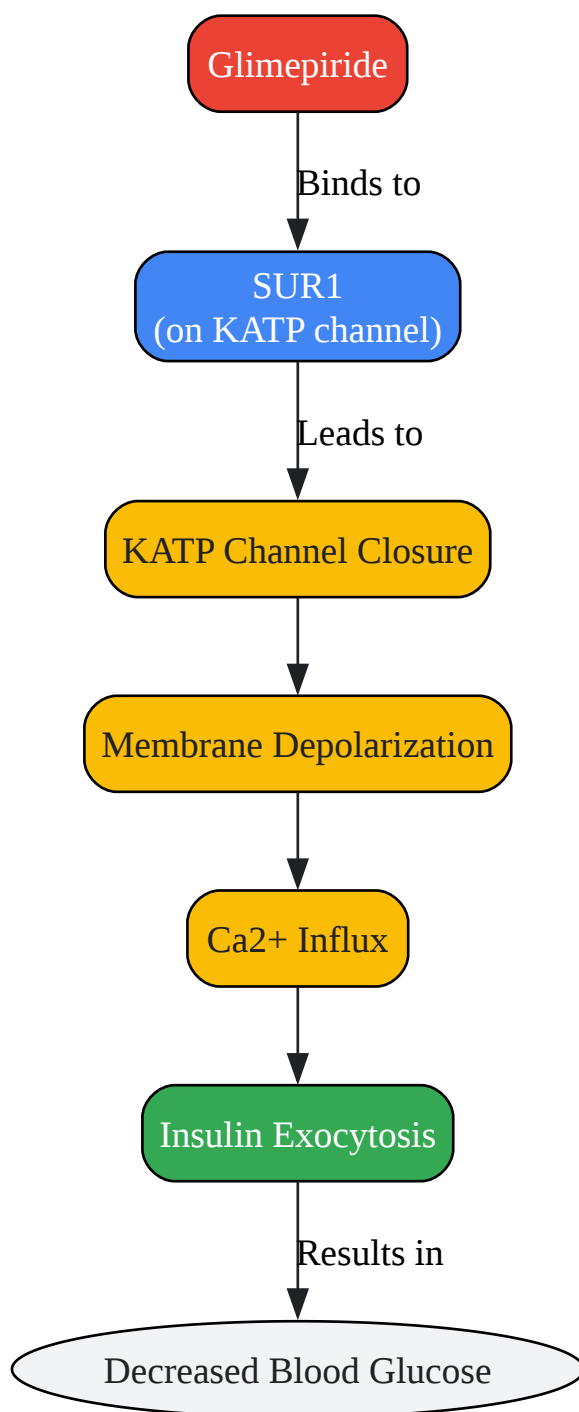 Glimepiride
Binds to
SUR1
(on KATP channel)
Leads to
KATP Channel Closure
Membrane Depolarization
Ca2+ Influx
Insulin Exocytosis
Results in
Decreased Blood Glucose